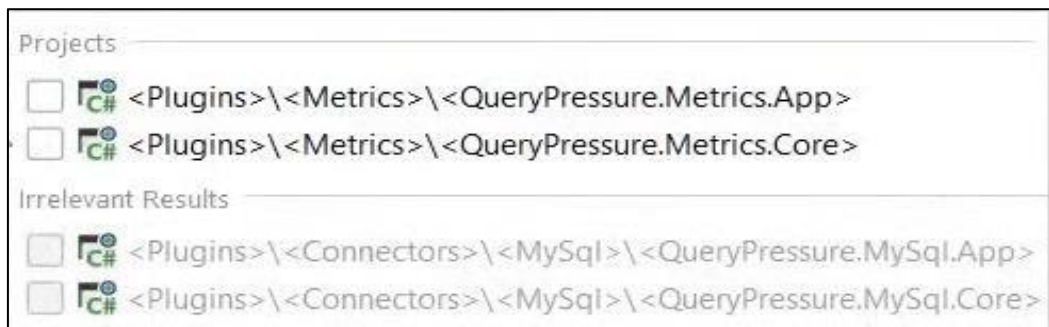 Projects
<Plugins>\<Metrics>\<QueryPressure.Metrics.App>
<Plugins>\<Metrics>\<QueryPressure.Metrics.Core>
Irrelevant Results
<Plugins>\<Connectors>\<MySql>\<QueryPressure.MySql.App>
<Plugins>\<Connectors>\<MySql>\<QueryPressure.MySql.Core>